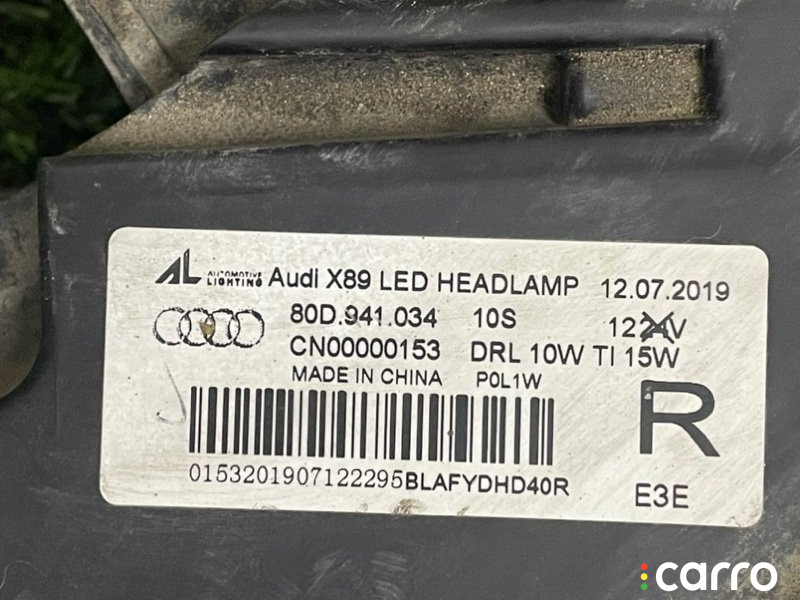 AL AUTOMOTIVE LIGHTING Audi X89 LED HEADLAMP 12.07.2019
80D.941.034 10S 1224V
CN00000153 DRL 10W TI 15W
MADE IN CHINA P0L1W
R
0153201907122295BLAFYDHD40R
E3E
carro